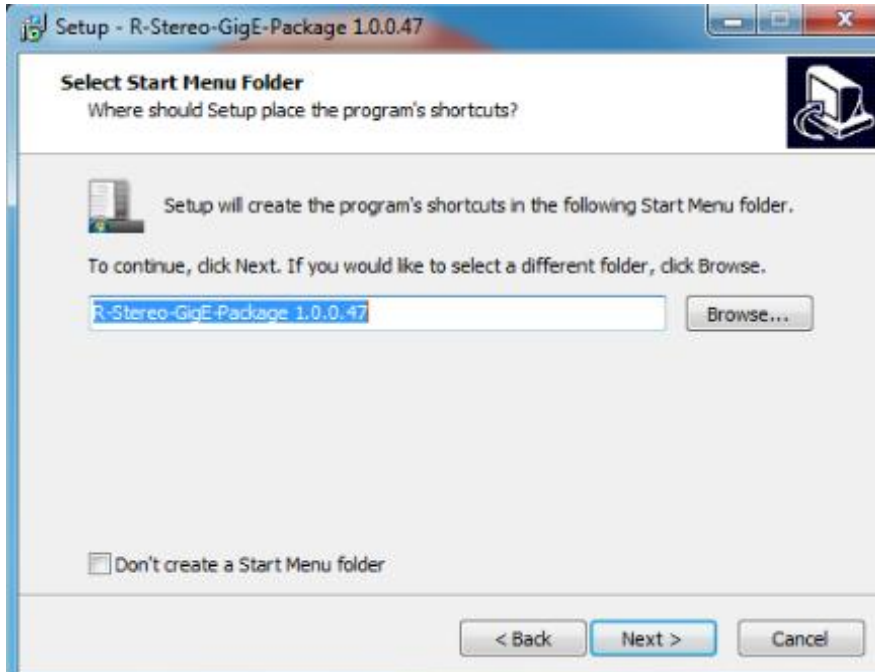 Setup - R-Stereo-GigE-Package 1.0.0.47
Select Start Menu Folder
Where should Setup place the program's shortcuts?
Setup will create the program's shortcuts in the following Start Menu folder.
To continue, click Next. If you would like to select a different folder, click Browse.
R-Stereo-GigE-Package 1.0.0.47
Browse...
Don't create a Start Menu folder
< Back
Next >
Cancel